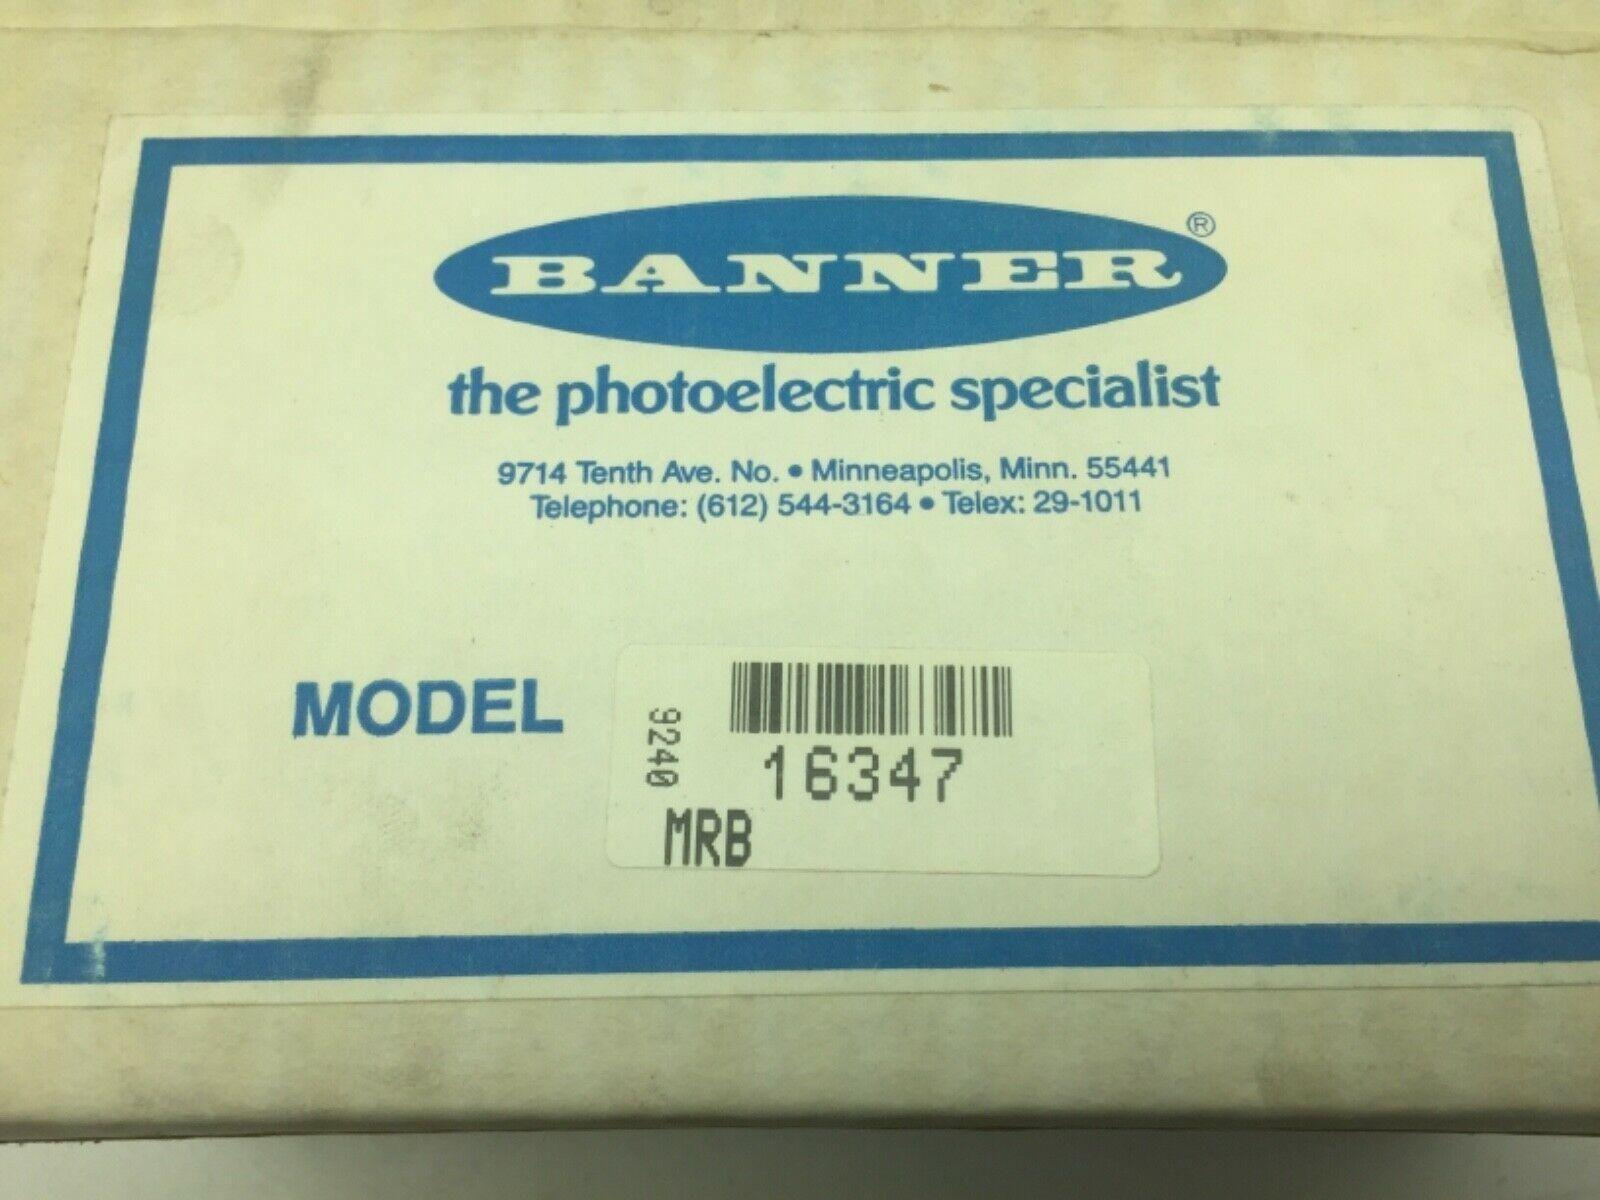 BANNER®
the photoelectric specialist
9714 Tenth Ave. No. • Minneapolis, Minn. 55441
Telephone: (612) 544-3164 • Telex: 29-1011
MODEL
9240
16347
MRB